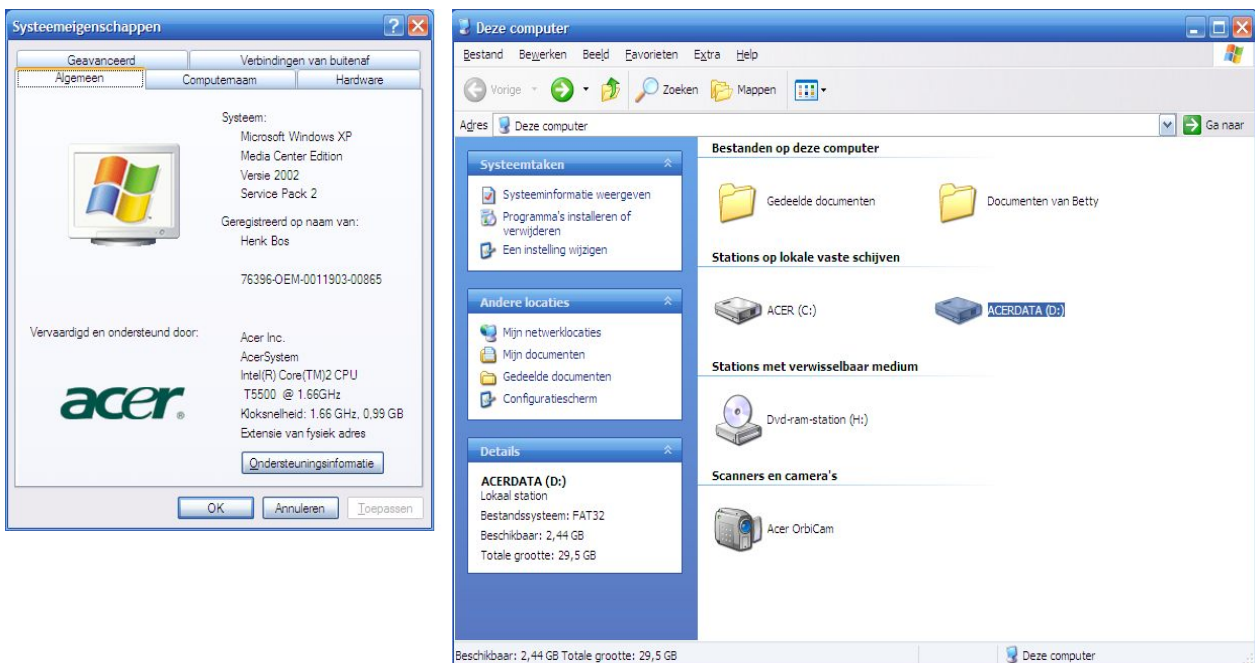 Systeemeigenschappen
Geavanceerd
Verbindingen van buitenaf
Algemeen
Computernaam
Hardware
Systeem:
Microsoft Windows XP
Media Center Edition
Versie 2002
Service Pack 2
Geregistreerd op naam van:
Henk Bos
76396-OEM-0011903-00865
Vervaardigd en ondersteund door:
acer
Acer Inc.
AcerSystem
Intel(R) Core(TM)2 CPU
T5500 @ 1.66GHz
Kloksnelheid: 1.66 GHz, 0,99 GB
Extensie van fysiek adres
Ondersteuningsinformatie
OK
Annuleren
Toepassen
Deze computer
Bestand Bewerken Beeld Favorieten Extra Help
Vorige Zoeken Mappen
Adres Deze computer Ga naar
Systeemtaken
Systeeminformatie weergeven
Programma's installeren of
verwijderen
Een instelling wijzigen
Andere locaties
Mijn netwerklocaties
Mijn documenten
Gedeelde documenten
Configuratiescherm
Details
ACERDATA (D:)
Lokaal station
Bestandssysteem: FAT32
Beschikbaar: 2,44 GB
Totale grootte: 29,5 GB
Bestanden op deze computer
Gedeelde documenten
Documenten van Betty
Stations op lokale vaste schijven
ACER (C:)
ACERDATA (D:)
Stations met verwisselbaar medium
Dvd-ram-station (H:)
Scanners en camera's
Acer OrbiCam
Beschikbaar: 2,44 GB Totale grootte: 29,5 GB
Deze computer